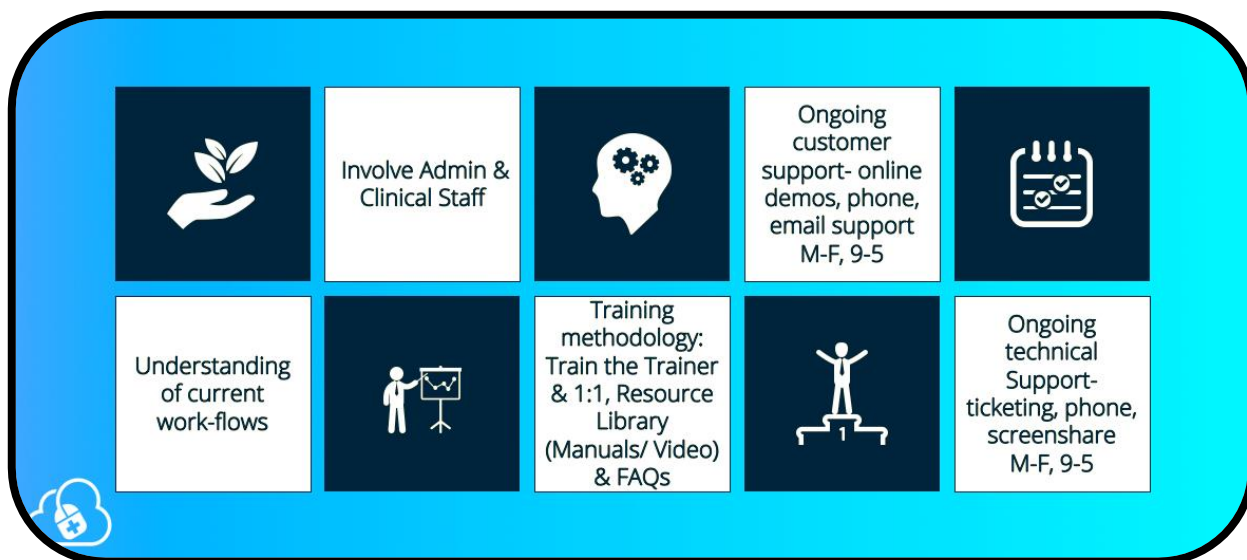 Involve Admin &
Clinical Staff
Ongoing
customer
support- online
demos, phone,
email support
M-F, 9-5
Understanding
of current
work-flows
Training
methodology:
Train the Trainer
& 1:1, Resource
Library
(Manuals/ Video)
& FAQs
1
Ongoing
technical
Support-
ticketing, phone,
screenshare
M-F, 9-5